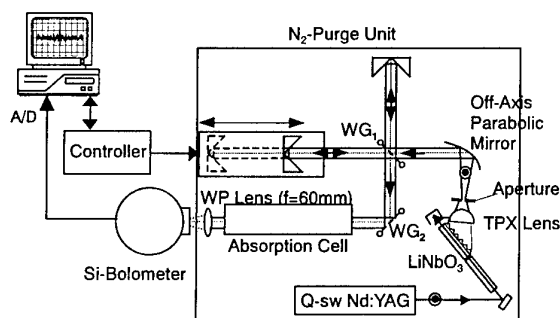 N₂-Purge Unit
A/D
Controller
WG₁
Off-Axis
Parabolic
Mirror
Aperture
WP Lens (f=60mm)
TPX Lens
WG₂
Absorption Cell
LiNbO₃
Si-Bolometer
Q-sw Nd:YAG